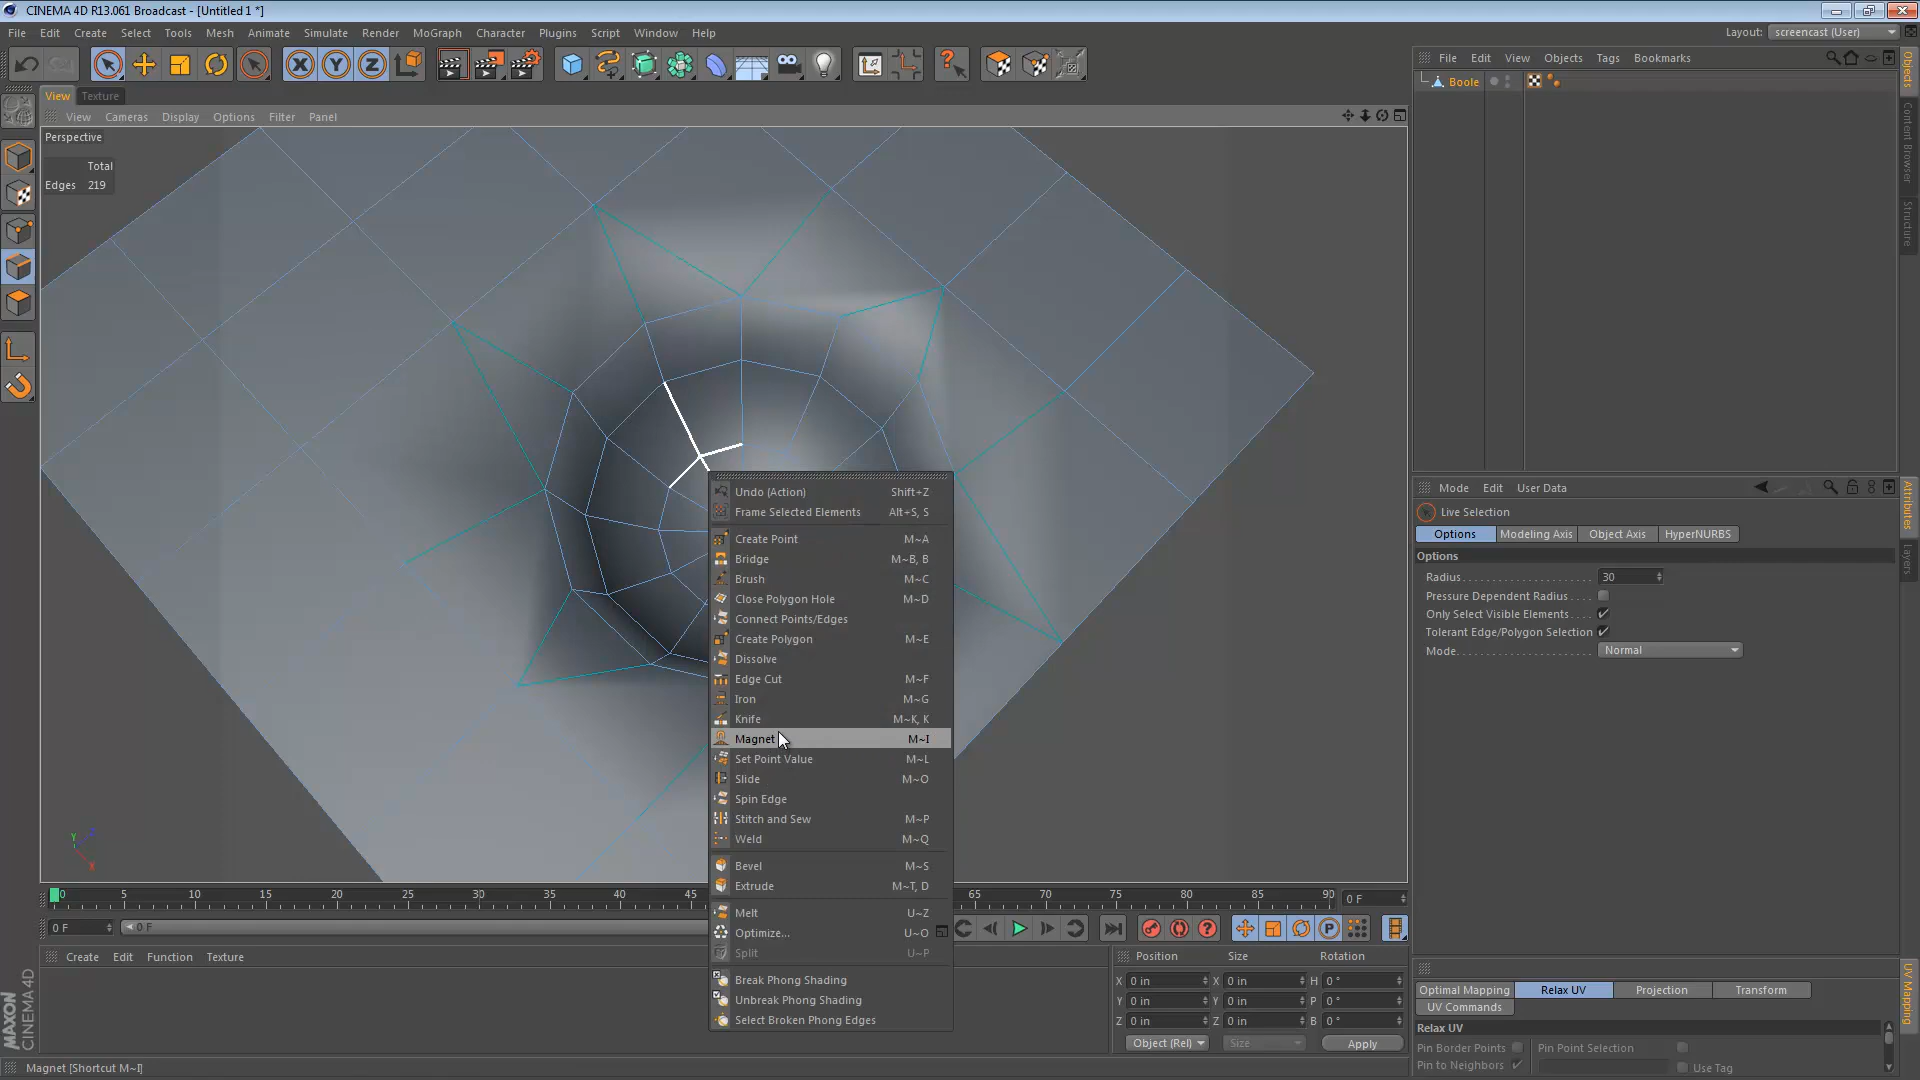 CINEMA 4D R13.061 Broadcast - [Untitled 1 *]
File Edit Create Select Tools Mesh Animate Simulate Render MoGraph Character Plugins Script Window Help
Layout: screencast (User)
View Texture
View Cameras Display Options Filter Panel
Perspective
Total
Edges 219
File Edit View Objects Tags Bookmarks
Boole
Objects
Content Browser
Structure
Undo (Action) Shift+Z
Frame Selected Elements Alt+S, S
Create Point M~A
Bridge M~B, B
Brush M~C
Close Polygon Hole M~D
Connect Points/Edges
Create Polygon M~E
Dissolve
Edge Cut M~F
Iron M~G
Knife M~K, K
Magnet M~I
Set Point Value M~L
Slide M~O
Spin Edge
Stitch and Sew M~P
Weld M~Q
Bevel M~S
Extrude M~T, D
Melt U~Z
Optimize... U~O
Split U~P
Break Phong Shading
Unbreak Phong Shading
Select Broken Phong Edges
Mode Edit User Data
Live Selection
Options Modeling Axis Object Axis HyperNURBS
Options
Radius 30
Pressure Dependent Radius
Only Select Visible Elements
Tolerant Edge/Polygon Selection
Mode Normal
Attributes
Layers
Y
Z
X
0 5 10 15 20 25 30 35 40 45 65 70 75 80 85 90 0 F
0 F 0 F
P
Create Edit Function Texture
Position Size Rotation
X 0 in X 0 in H 0 °
Y 0 in Y 0 in P 0 °
Z 0 in Z 0 in B 0 °
Object (Rel) Size Apply
Optimal Mapping Relax UV Projection Transform
UV Commands
Relax UV
Pin Border Points Pin Point Selection
Pin to Neighbors Use Tag
UV Mapping
MAXON
CINEMA 4D
Magnet [Shortcut M~I]